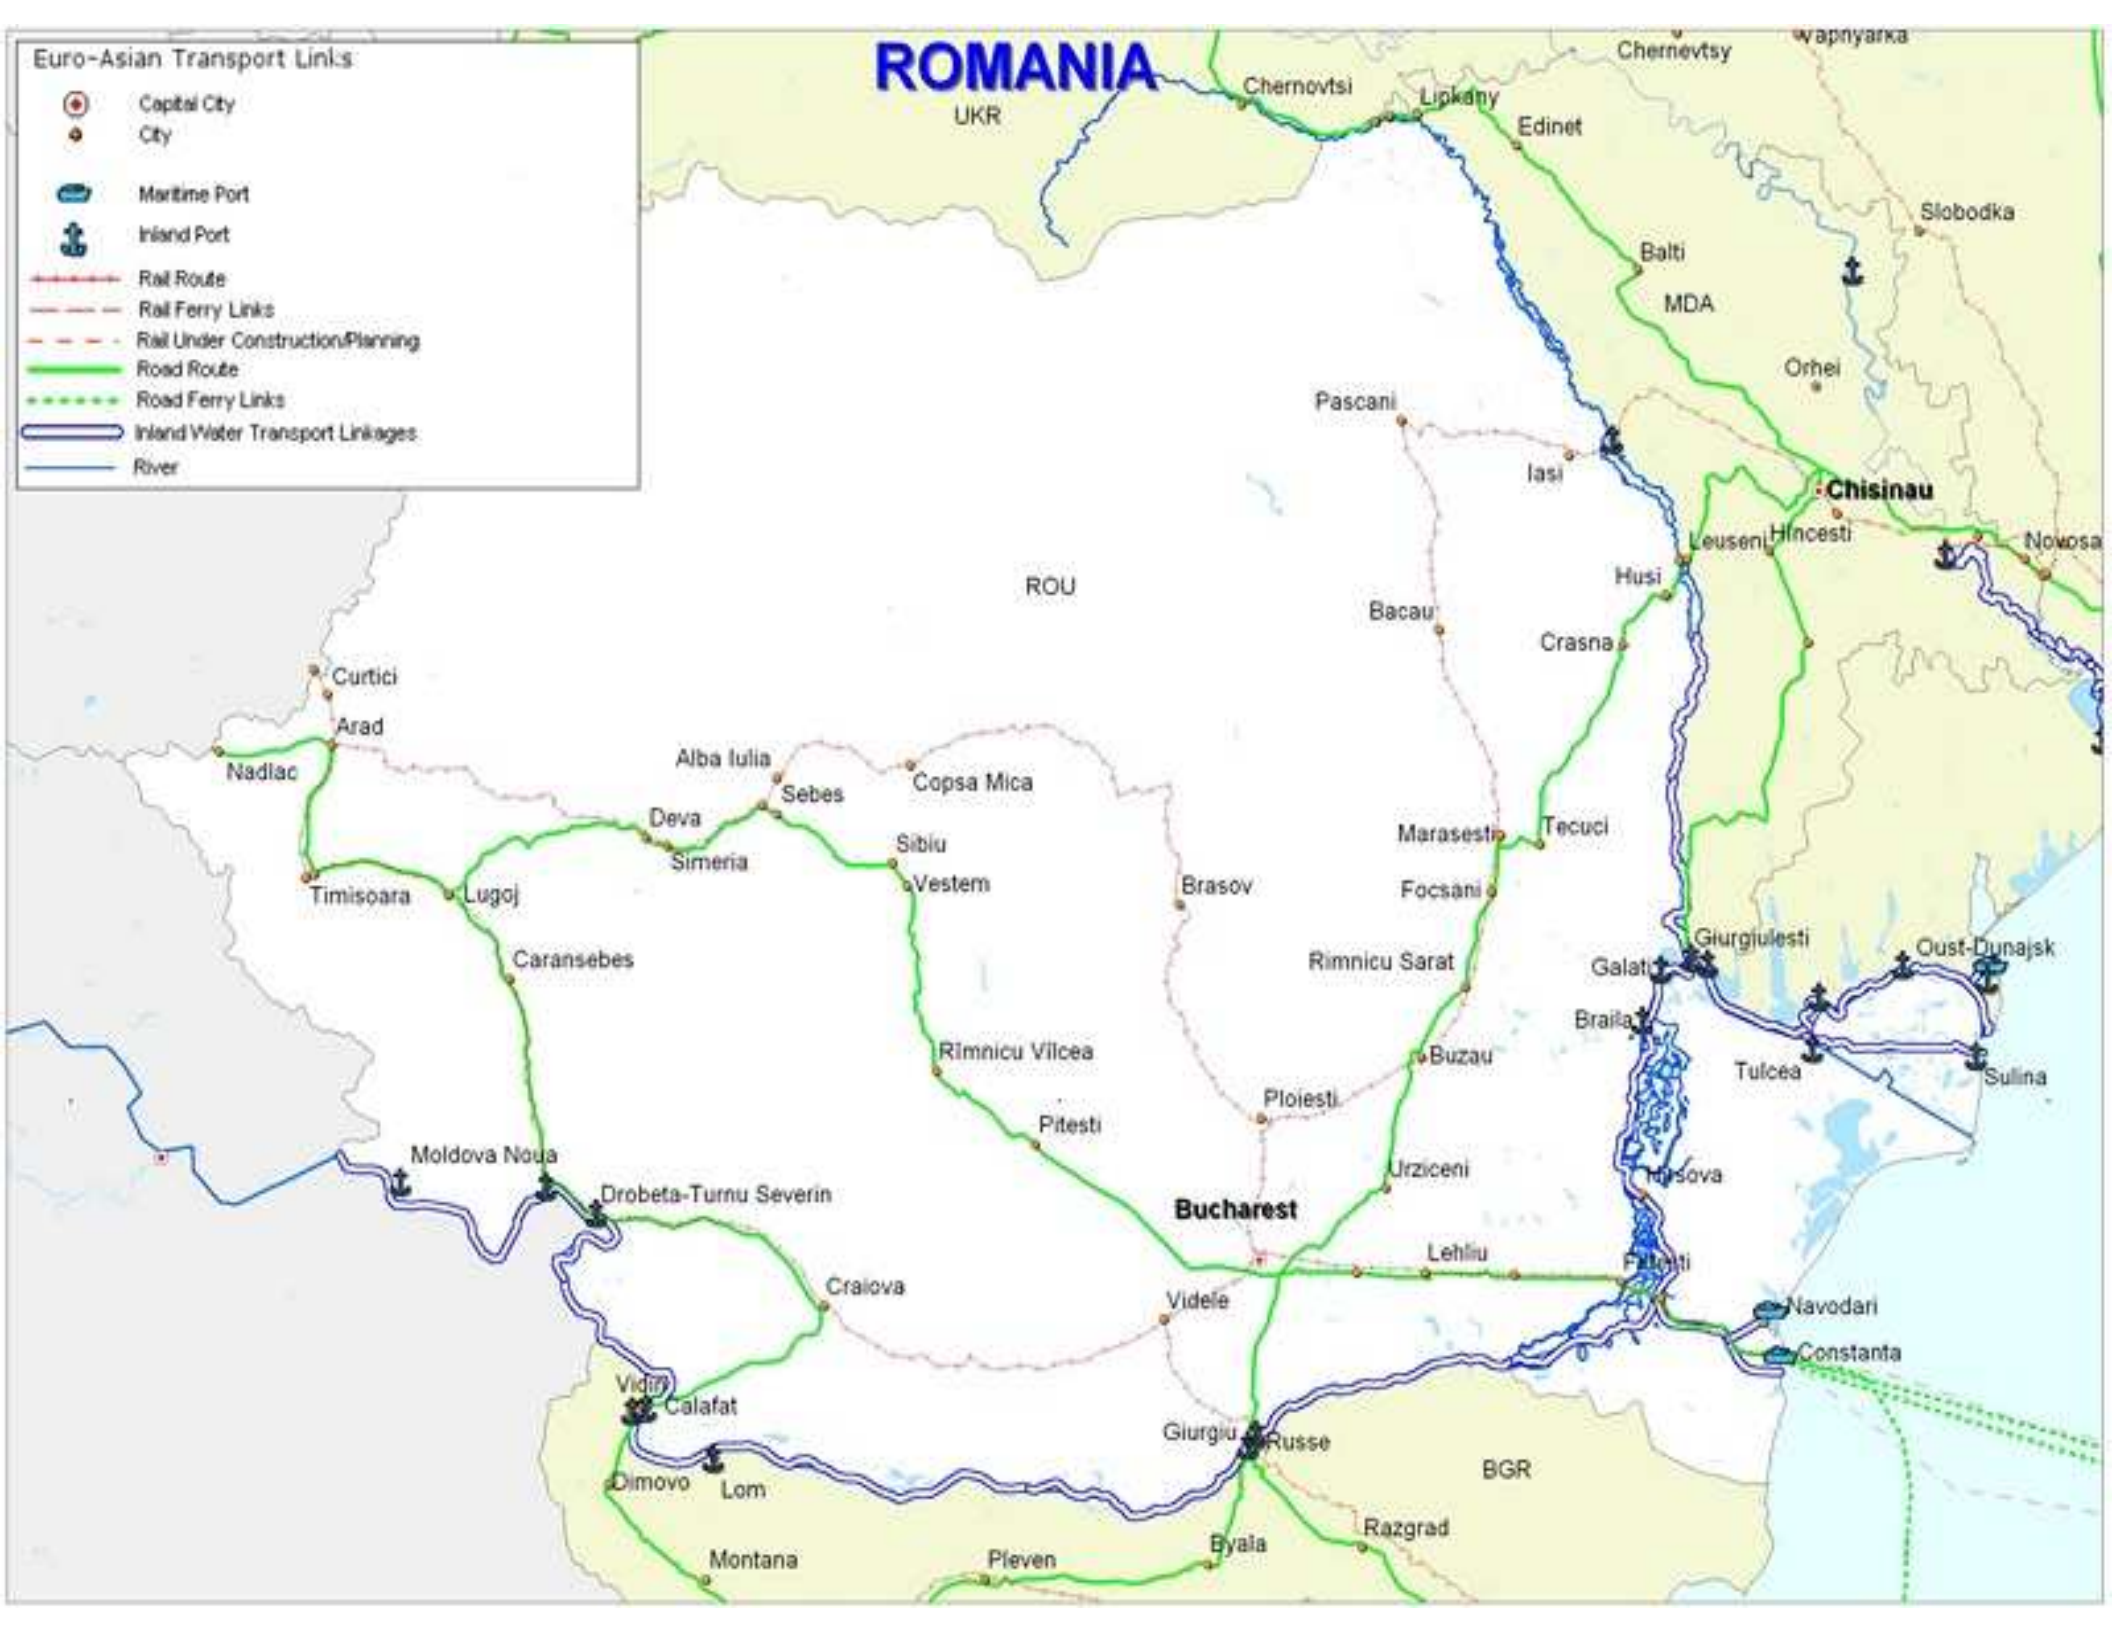 ROMANIA
Euro-Asian Transport Links
Capital City
City
Maritime Port
Inland Port
Rail Route
Rail Ferry Links
Rail Under Construction/Planning
Road Route
Road Ferry Links
Inland Water Transport Linkages
River
UKR
Chernovtsi
Lipkany
Chernevtsy
Vapnyarka
Edinet
Slobodka
Balti
MDA
Orhei
Pascani
Iasi
Chisinau
Leuseni
Hincesti
Novosa
Husi
ROU
Bacau
Crasna
Curtici
Arad
Nadlac
Alba Iulia
Sebes
Copsa Mica
Deva
Simeria
Sibiu
Vestem
Marasesti
Tecuci
Timisoara
Lugoj
Brasov
Focsani
Caransebes
Rimnicu Sarat
Galati
Giurgiulesti
Oust-Dunajsk
Braila
Rîmnicu Vîlcea
Buzau
Tulcea
Sulina
Ploiesti
Pitesti
Moldova Noua
Drobeta-Turnu Severin
Urziceni
Hirsova
Bucharest
Lehliu
Fetesti
Craiova
Videle
Navodari
Constanta
Vidin
Calafat
Giurgiu
Russe
Dimovo
Lom
BGR
Razgrad
Byala
Montana
Pleven